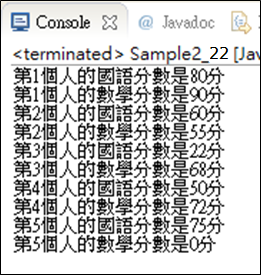 Console @ Javadoc
<terminated> Sample2_22 [Jav
第1個人的國語分數是80分
第1個人的數學分數是90分
第2個人的國語分數是60分
第2個人的數學分數是55分
第3個人的國語分數是22分
第3個人的數學分數是68分
第4個人的國語分數是50分
第4個人的數學分數是72分
第5個人的國語分數是75分
第5個人的數學分數是0分